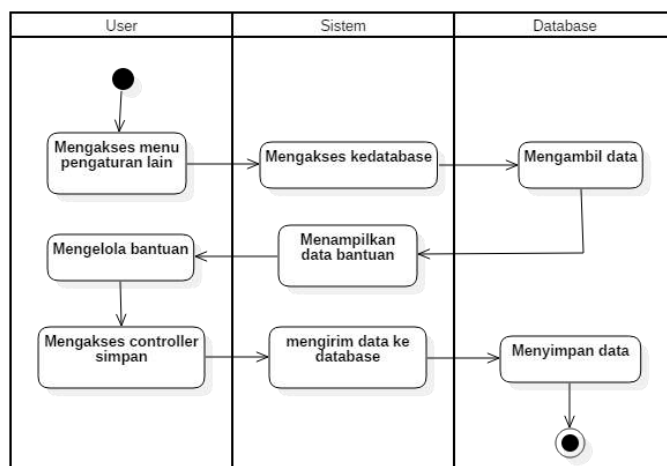 User
Sistem
Database
Mengakses menu
pengaturan lain
Mengakses kedatabase
Mengambil data
Menampilkan
data bantuan
Mengelola bantuan
Mengakses controller
simpan
mengirim data ke
database
Menyimpan data